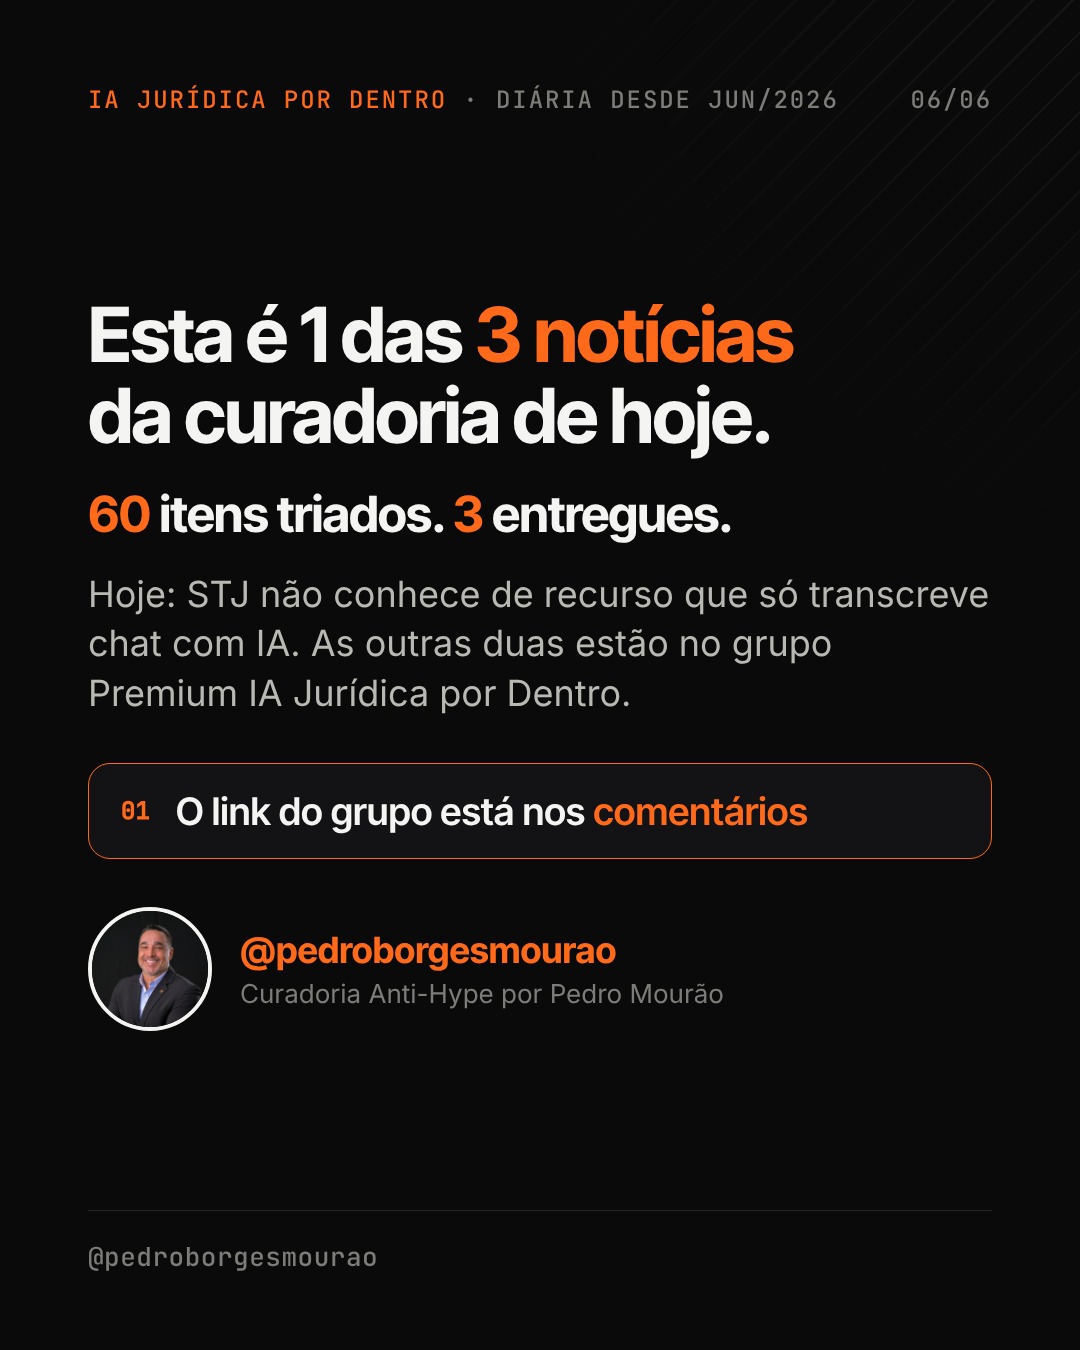 IA JURÍDICA POR DENTRO · DIÁRIA DESDE JUN/2026 06/06
Esta é 1 das 3 notícias
da curadoria de hoje.
60 itens triados. 3 entregues.
Hoje: STJ não conhece de recurso que só transcreve
chat com IA. As outras duas estão no grupo
Premium IA Jurídica por Dentro.
01 O link do grupo está nos comentários
@pedroborgesmourao
Curadoria Anti-Hype por Pedro Mourão
@pedroborgesmourao